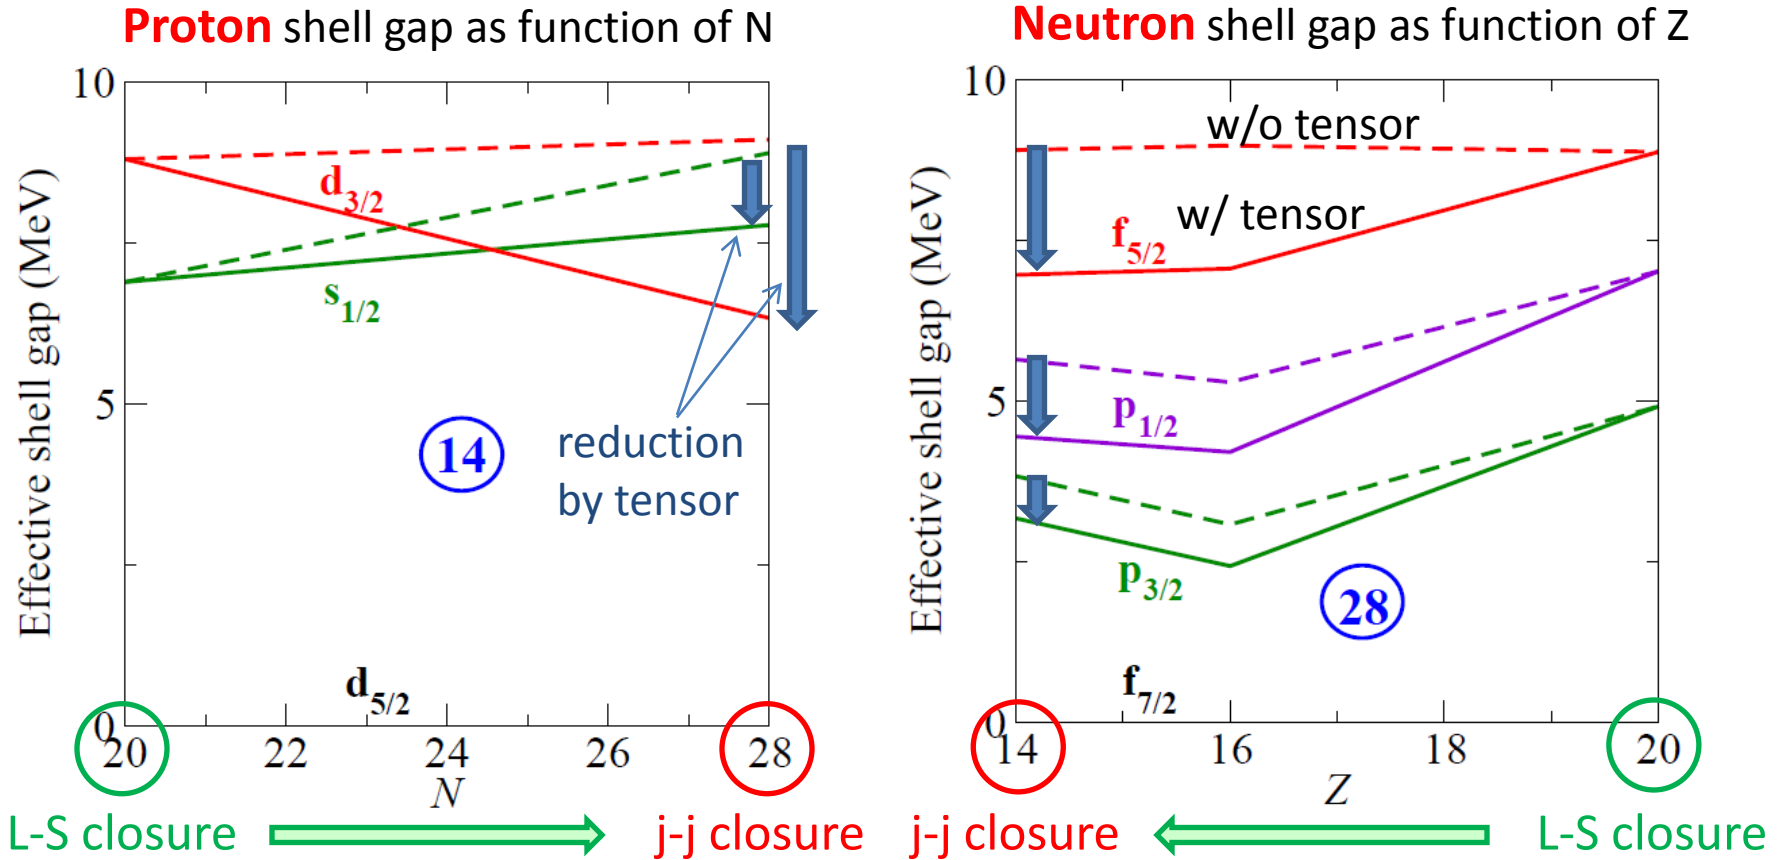 Proton shell gap as function of N
10
5
0
Effective shell gap (MeV)
d3/2
s1/2
14
reduction
by tensor
d5/2
20 22 24 26 28
N
L-S closure
j-j closure
Neutron shell gap as function of Z
10
5
0
Effective shell gap (MeV)
w/o tensor
w/ tensor
f5/2
p1/2
p3/2
28
f7/2
14 16 18 20
Z
j-j closure
L-S closure